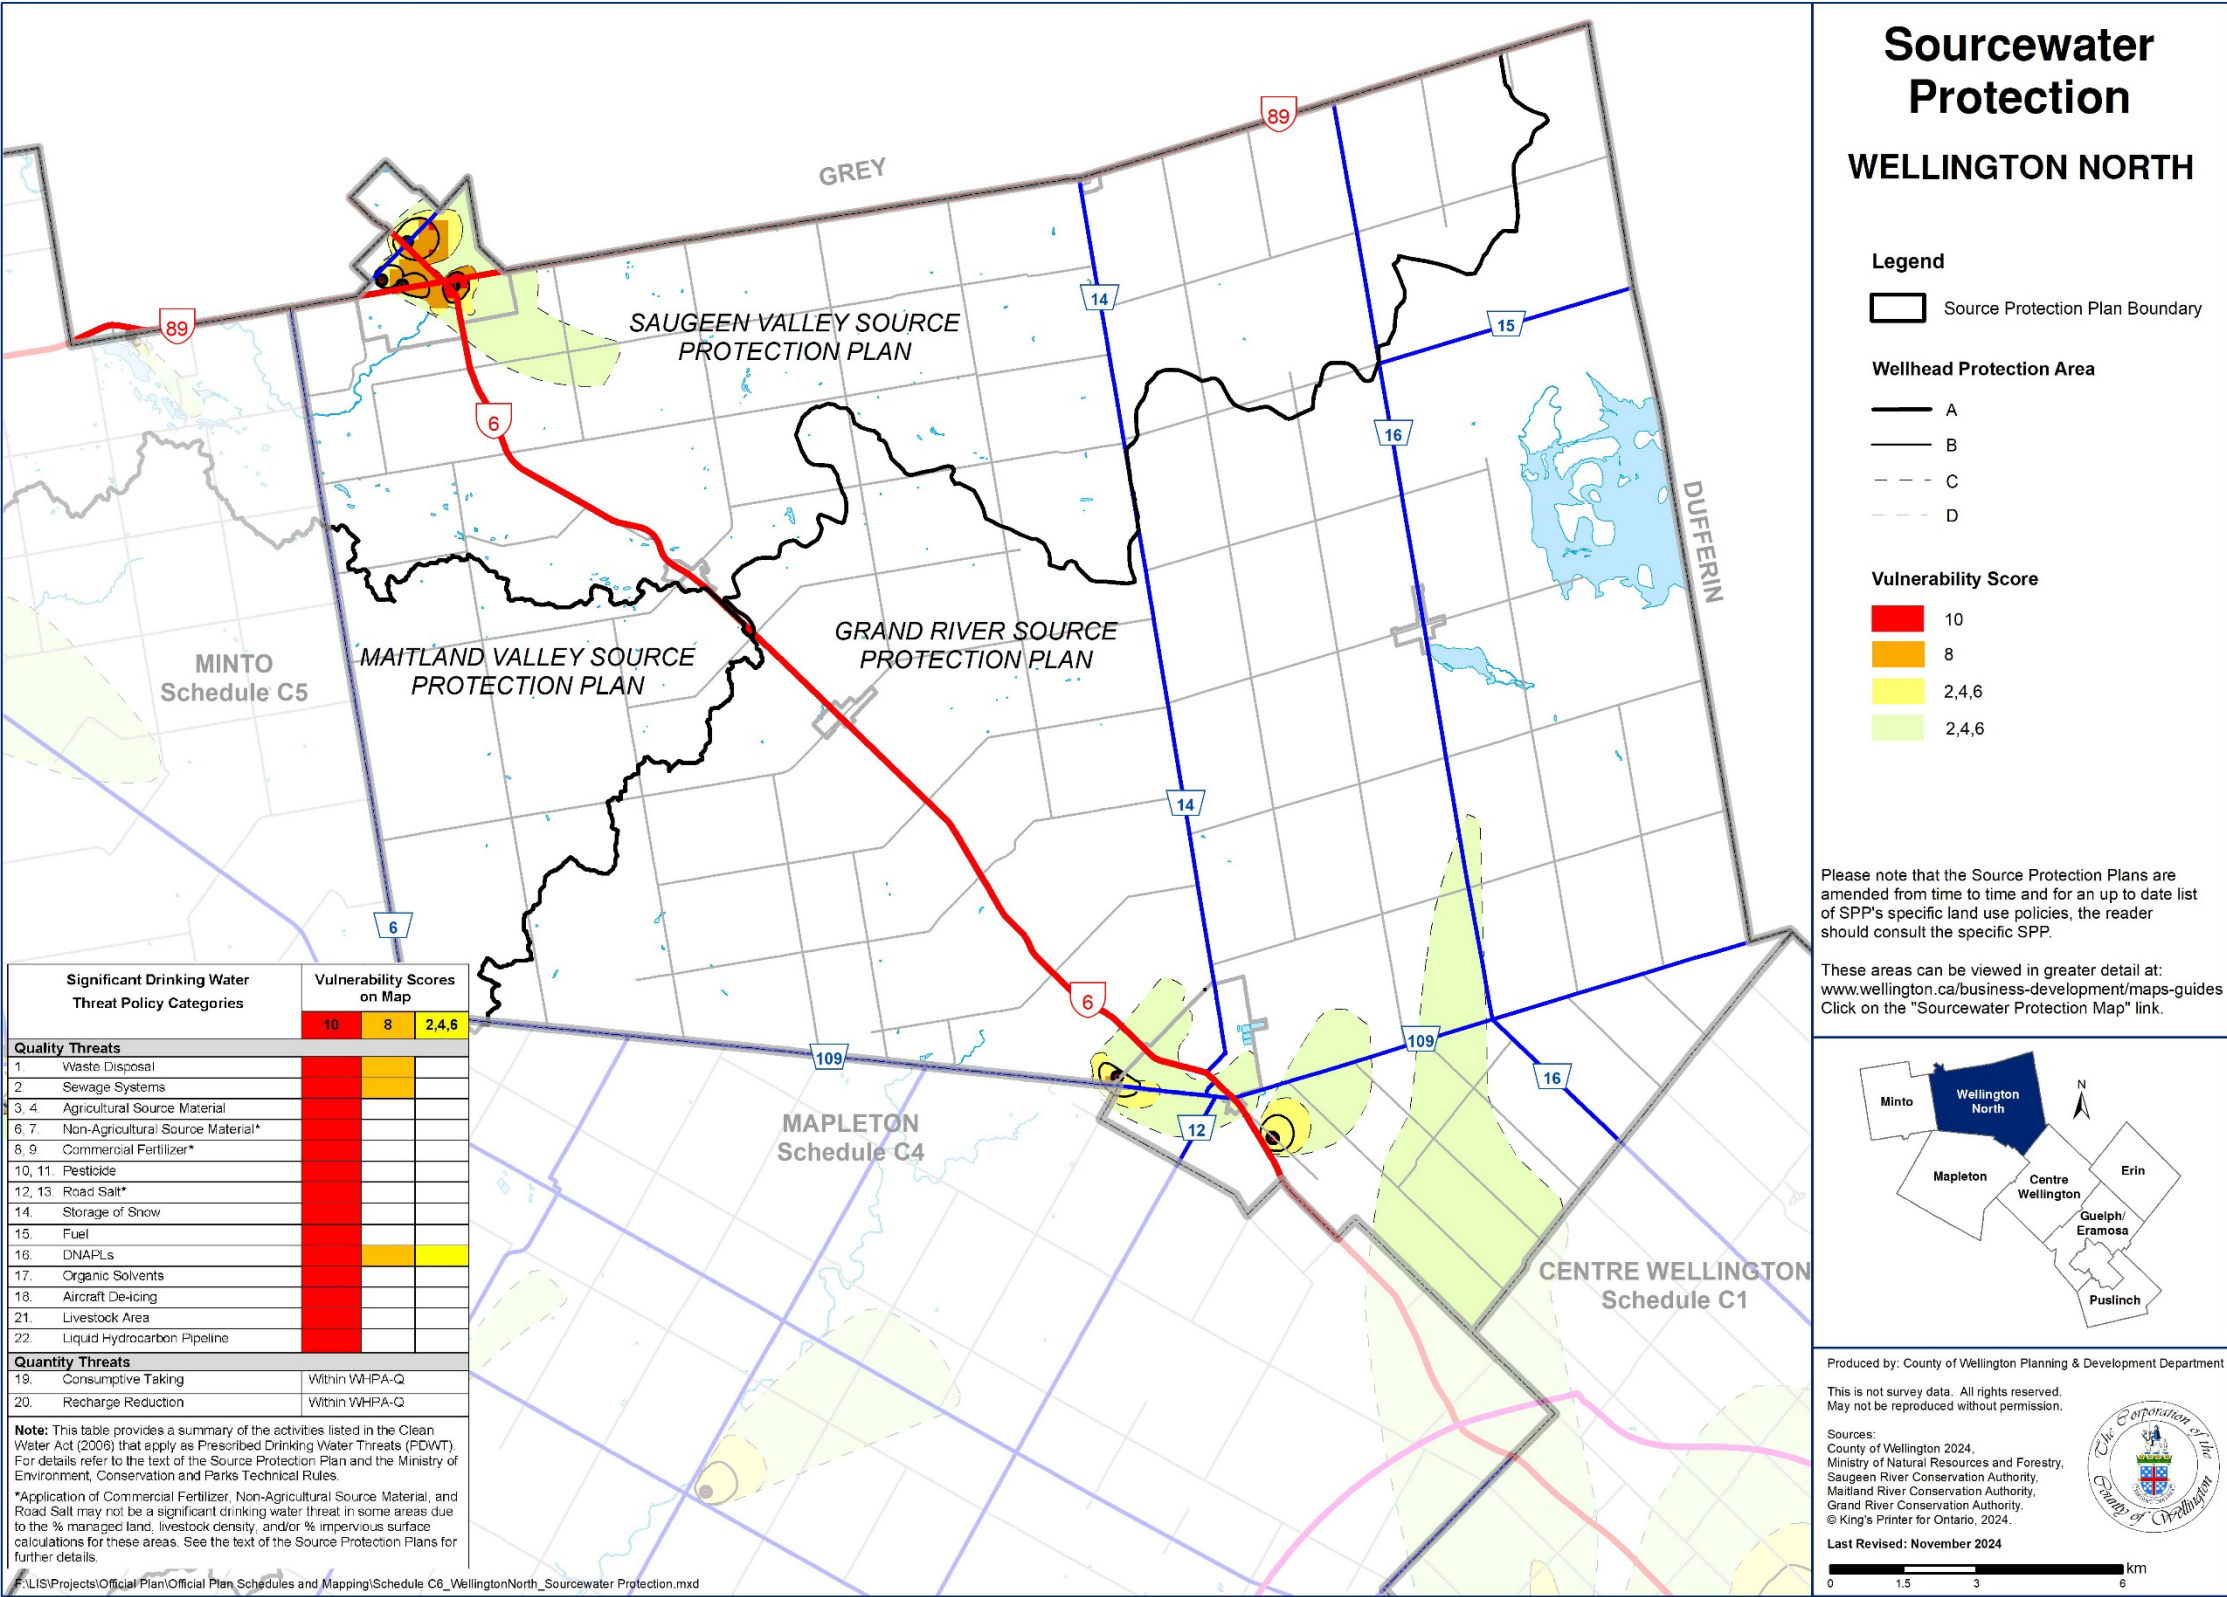 Sourcewater
Protection
WELLINGTON NORTH
Legend
Source Protection Plan Boundary
Wellhead Protection Area
A
B
C
D
Vulnerability Score
10
8
2,4,6
2,4,6
Please note that the Source Protection Plans are
amended from time to time and for an up to date list
of SPP's specific land use policies, the reader
should consult the specific SPP.
These areas can be viewed in greater detail at:
www.wellington.ca/business-development/maps-guides
Click on the "Sourcewater Protection Map" link.
Minto
Wellington
North
N
Mapleton
Centre
Wellington
Erin
Guelph/
Eramosa
Puslinch
Produced by: County of Wellington Planning & Development Department
This is not survey data. All rights reserved.
May not be reproduced without permission.
Sources:
County of Wellington 2024,
Ministry of Natural Resources and Forestry,
Saugeen River Conservation Authority,
Maitland River Conservation Authority,
Grand River Conservation Authority.
© King's Printer for Ontario, 2024.
The Corporation of the
County of Wellington
Last Revised: November 2024
km
0 1.5 3 6
GREY
89
89
SAUGEEN VALLEY SOURCE
PROTECTION PLAN
14
15
6
16
DUFFERIN
MINTO
Schedule C5
MAITLAND VALLEY SOURCE
PROTECTION PLAN
GRAND RIVER SOURCE
PROTECTION PLAN
14
6
6
109
109
16
12
MAPLETON
Schedule C4
CENTRE WELLINGTON
Schedule C1
Significant Drinking Water
Threat Policy Categories
Vulnerability Scores
on Map
10 8 2,4,6
Quality Threats
1. Waste Disposal
2. Sewage Systems
3, 4. Agricultural Source Material
6, 7. Non-Agricultural Source Material*
8, 9. Commercial Fertilizer*
10, 11. Pesticide
12, 13. Road Salt*
14. Storage of Snow
15. Fuel
16. DNAPLs
17. Organic Solvents
18. Aircraft De-icing
21. Livestock Area
22. Liquid Hydrocarbon Pipeline
Quantity Threats
19. Consumptive Taking Within WHPA-Q
20. Recharge Reduction Within WHPA-Q
Note: This table provides a summary of the activities listed in the Clean
Water Act (2006) that apply as Prescribed Drinking Water Threats (PDWT).
For details refer to the text of the Source Protection Plan and the Ministry of
Environment, Conservation and Parks Technical Rules.
*Application of Commercial Fertilizer, Non-Agricultural Source Material, and
Road Salt may not be a significant drinking water threat in some areas due
to the % managed land, livestock density, and/or % impervious surface
calculations for these areas. See the text of the Source Protection Plans for
further details.
F:\LIS\Projects\Official Plan\Official Plan Schedules and Mapping\Schedule C6_WellingtonNorth_Sourcewater Protection.mxd